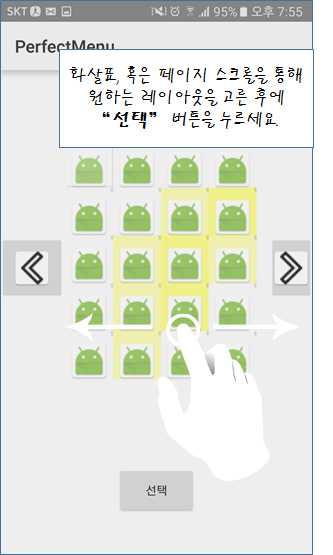 SKT 95% 오후 7:55
PerfectMenu
화살표, 혹은 페이지 스크롤을 통해
원하는 레이아웃을 고른 후에
“선택” 버튼을 누르세요.
선택